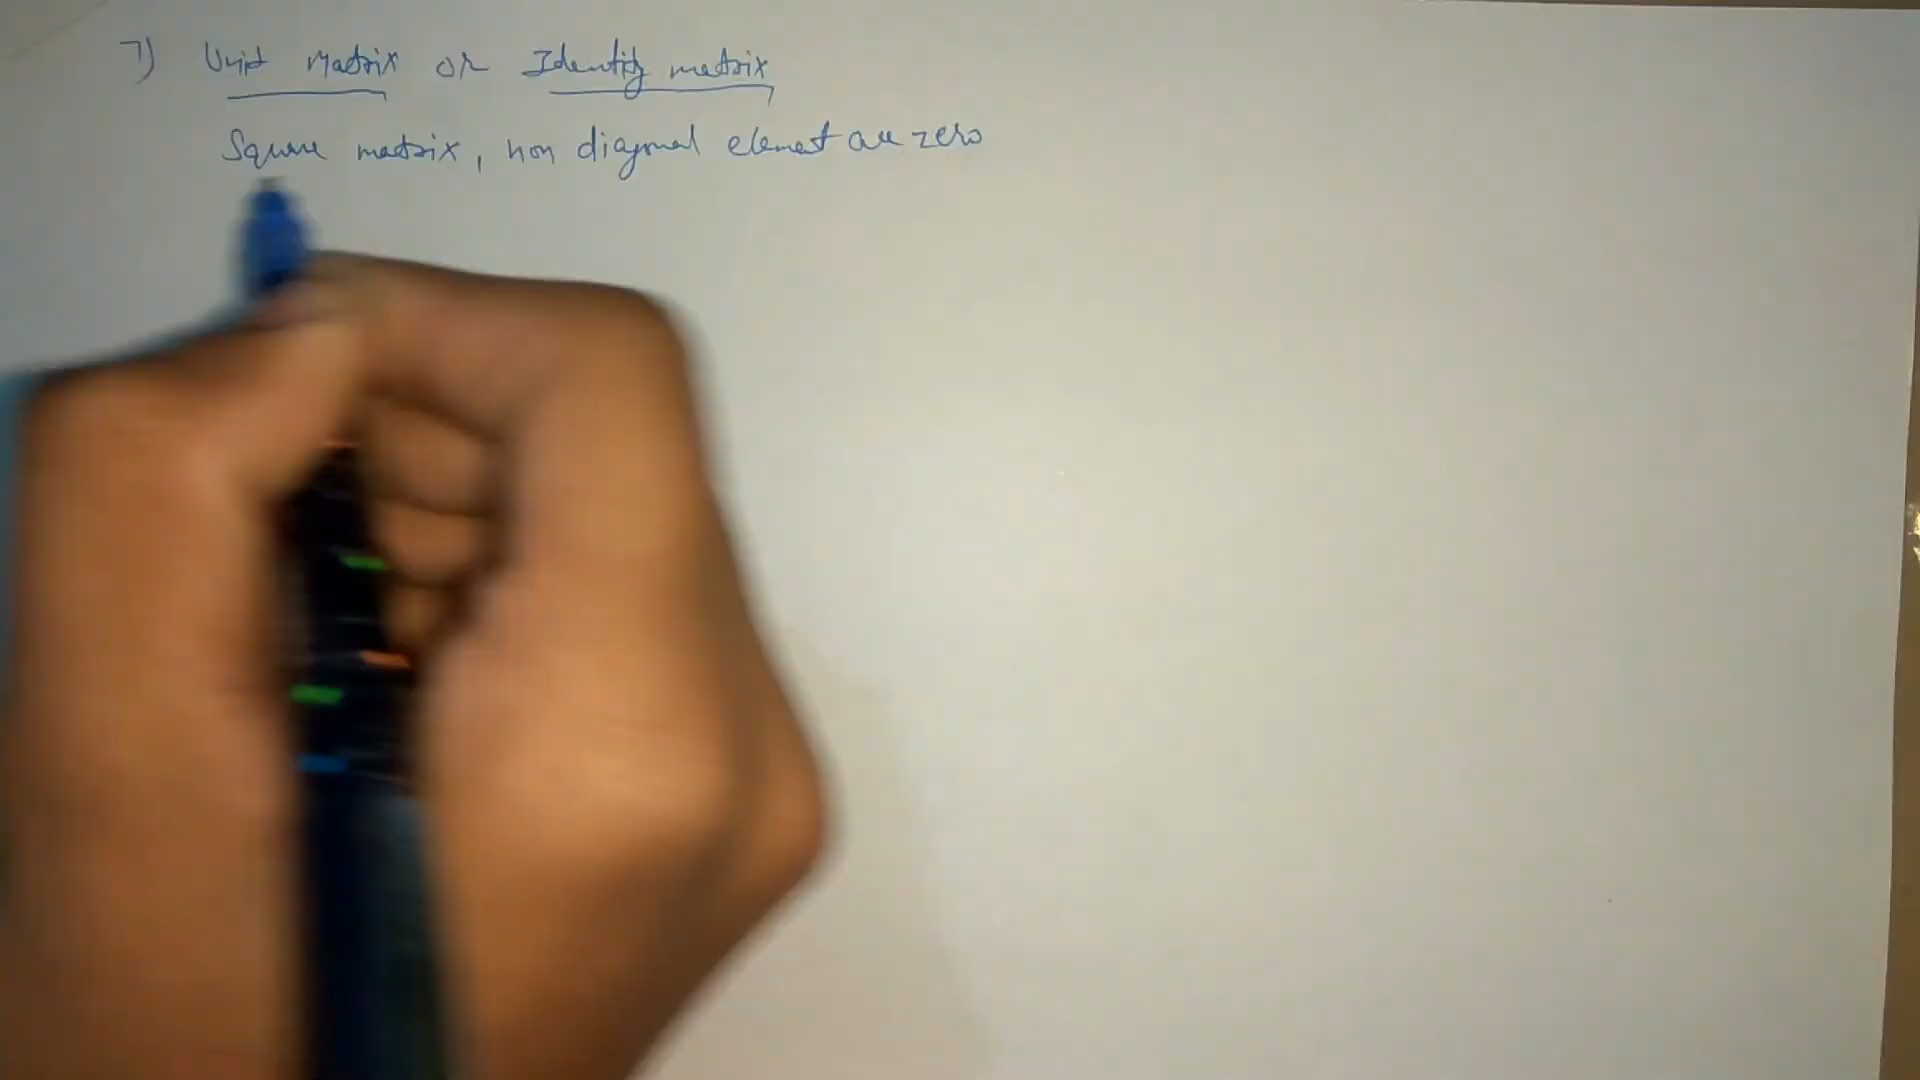 7) Unit Matrix or Identity matrix
Square matrix, non diagonal element are zero